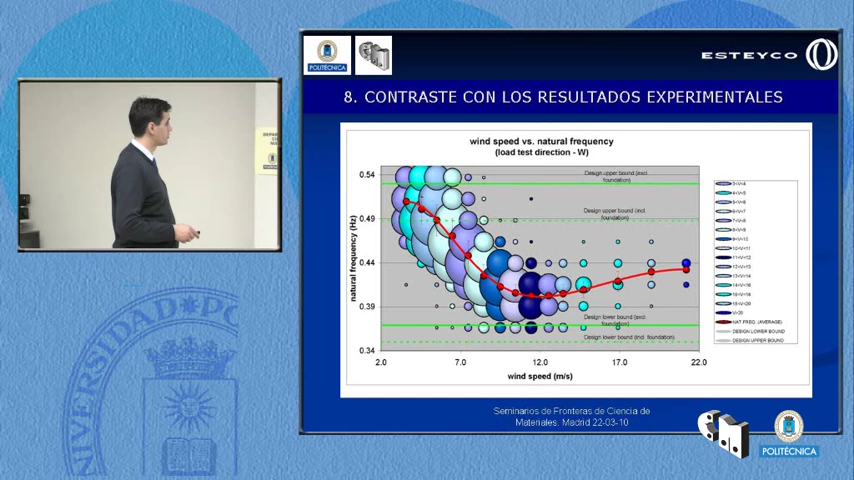 POLITÉCNICA
ESTEYCO
8. CONTRASTE CON LOS RESULTADOS EXPERIMENTALES
wind speed vs. natural frequency
(load test direction - W)
natural frequency (Hz)
0.54
0.49
0.44
0.39
0.34
2.0 7.0 12.0 17.0 22.0
wind speed (m/s)
Design upper bound (excl.
foundation)
Design upper bound (incl.
foundation)
Design lower bound (excl.
foundation)
Design lower bound (incl. foundation)
NAT FREQ. (AVERAGE)
DESIGN LOWER BOUND
DESIGN UPPER BOUND
Seminarios de Fronteras de Ciencia de
Materiales. Madrid 22-03-10
POLITÉCNICA